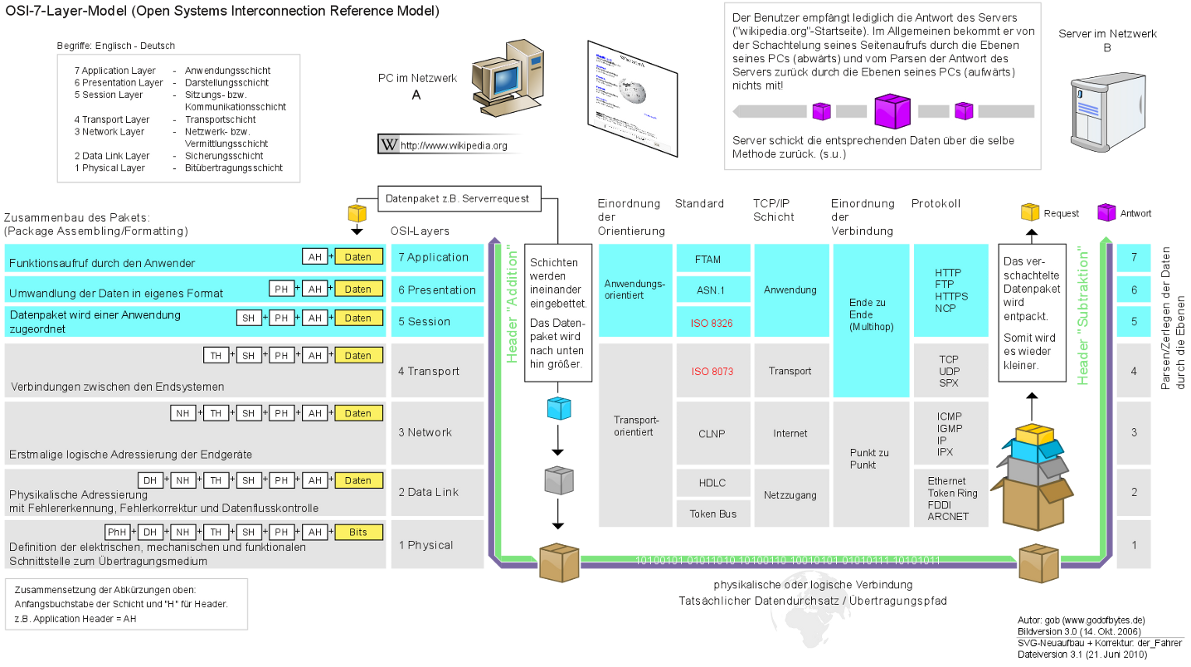 OSI-7-Layer-Model (Open Systems Interconnection Reference Model)
Begriffe: Englisch - Deutsch
7 Application Layer - Anwendungsschicht
6 Presentation Layer - Darstellungsschicht
5 Session Layer - Sitzungs- bzw.
Kommunikationsschicht
4 Transport Layer - Transportschicht
3 Network Layer - Netzwerk- bzw.
Vermittlungsschicht
2 Data Link Layer - Sicherungsschicht
1 Physical Layer - Bitübertragungsschicht
PC im Netzwerk
A
W http://www.wikipedia.org
Der Benutzer empfängt lediglich die Antwort des Servers
("wikipedia.org"-Startseite). Im Allgemeinen bekommt er von
der Schachtelung seines Seitenaufrufs durch die Ebenen
seines PCs (abwärts) und vom Parsen der Antwort des
Servers zurück durch die Ebenen seines PCs (aufwärts)
nichts mit!
Server schickt die entsprechenden Daten über die selbe
Methode zurück. (s.u.)
Server im Netzwerk
B
Zusammenbau des Pakets:
(Package Assembling/Formatting)
Datenpaket z.B. Serverrequest
OSI-Layers
Funktionsaufruf durch den Anwender
AH + Daten
7 Application
Umwandlung der Daten in eigenes Format
PH + AH + Daten
6 Presentation
Datenpaket wird einer Anwendung
zugeordnet
SH + PH + AH + Daten
5 Session
TH + SH + PH + AH + Daten
Verbindungen zwischen den Endsystemen
4 Transport
NH + TH + SH + PH + AH + Daten
Erstmalige logische Adressierung der Endgeräte
3 Network
DH + NH + TH + SH + PH + AH + Daten
Physikalische Adressierung
mit Fehlererkennung, Fehlerkorrektur und Datenflusskontrolle
2 Data Link
PhH + DH + NH + TH + SH + PH + AH + Bits
Definition der elektrischen, mechanischen und funktionalen
Schnittstelle zum Übertragungsmedium
1 Physical
Zusammensetzung der Abkürzungen oben:
Anfangsbuchstabe der Schicht und "H" für Header.
z.B. Application Header = AH
Header "Addition"
Schichten
werden
ineinander
eingebettet.
Das Daten-
paket wird
nach unten
hin größer.
Einordnung
der
Orientierung
Anwendungs-
orientiert
Transport-
orientiert
Standard
FTAM
ASN.1
ISO 8326
ISO 8073
CLNP
HDLC
Token Bus
TCP/IP
Schicht
Anwendung
Transport
Internet
Netzzugang
Einordnung
der
Verbindung
Ende zu
Ende
(Multihop)
Punkt zu
Punkt
Protokoll
HTTP
FTP
HTTPS
NCP
TCP
UDP
SPX
ICMP
IGMP
IP
IPX
Ethernet
Token Ring
FDDI
ARCNET
Request
Antwort
Das ver-
schachtelte
Datenpaket
wird
entpackt.
Somit wird
es wieder
kleiner.
Header "Subtraktion"
7
6
5
4
3
2
1
Parsen/Zerlegen der Daten
durch die Ebenen
10100101 01011010 10100110 10010101 01010111 10101011
physikalische oder logische Verbindung
Tatsächlicher Datendurchsatz / Übertragungspfad
Autor: gob (www.godofbytes.de)
Bildversion 3.0 (14. Okt. 2006)
SVG-Neuaufbau + Korrektur: der_Fährer
Dateiversion 3.1 (21. Juni 2010)